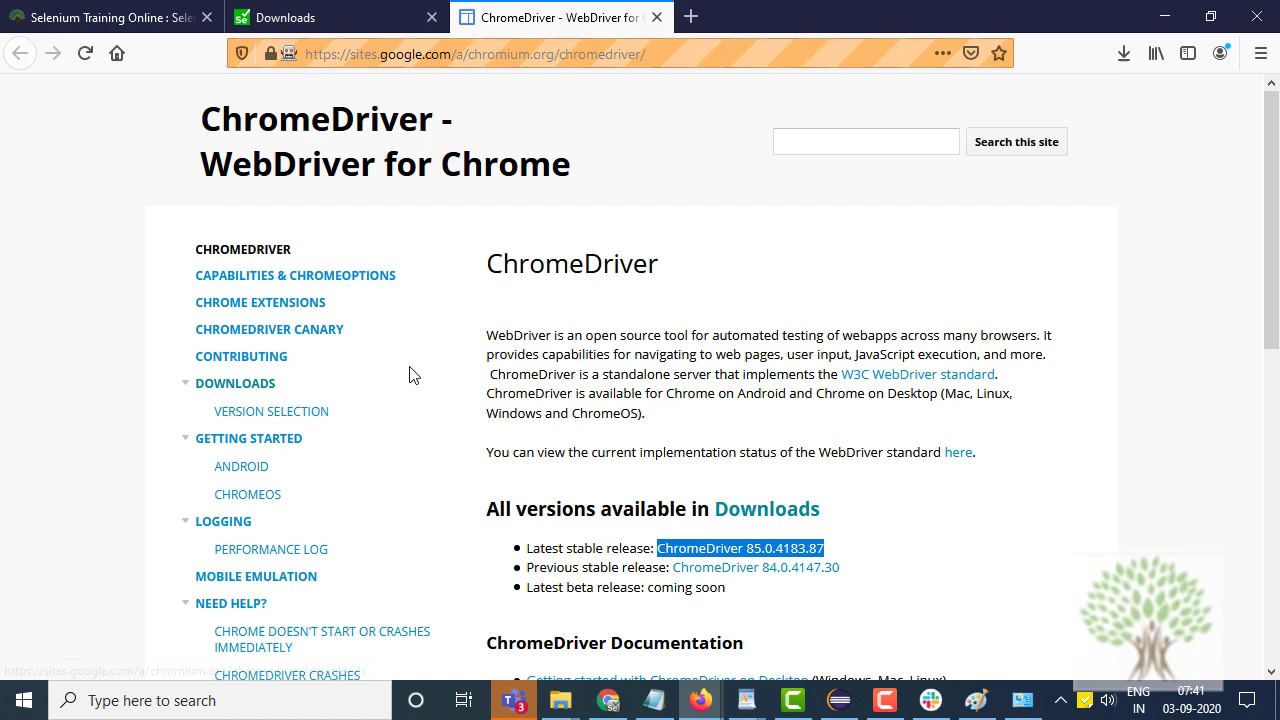 Selenium Training Online : Sele
Downloads
ChromeDriver - WebDriver for C
https://sites.google.com/a/chromium.org/chromedriver/
ChromeDriver -
WebDriver for Chrome
Search this site
CHROMEDRIVER
CAPABILITIES & CHROMEOPTIONS
CHROME EXTENSIONS
CHROMEDRIVER CANARY
CONTRIBUTING
DOWNLOADS
VERSION SELECTION
GETTING STARTED
ANDROID
CHROMEOS
LOGGING
PERFORMANCE LOG
MOBILE EMULATION
NEED HELP?
CHROME DOESN'T START OR CRASHES
IMMEDIATELY
CHROMEDRIVER CRASHES
ChromeDriver
WebDriver is an open source tool for automated testing of webapps across many browsers. It
provides capabilities for navigating to web pages, user input, JavaScript execution, and more.
ChromeDriver is a standalone server that implements the W3C WebDriver standard.
ChromeDriver is available for Chrome on Android and Chrome on Desktop (Mac, Linux,
Windows and ChromeOS).
You can view the current implementation status of the WebDriver standard here.
All versions available in Downloads
Latest stable release: ChromeDriver 85.0.4183.87
Previous stable release: ChromeDriver 84.0.4147.30
Latest beta release: coming soon
ChromeDriver Documentation
Getting started with ChromeDriver on Desktop (Windows, Mac, Linux)
Type here to search
3
ENG
IN
07:41
03-09-2020